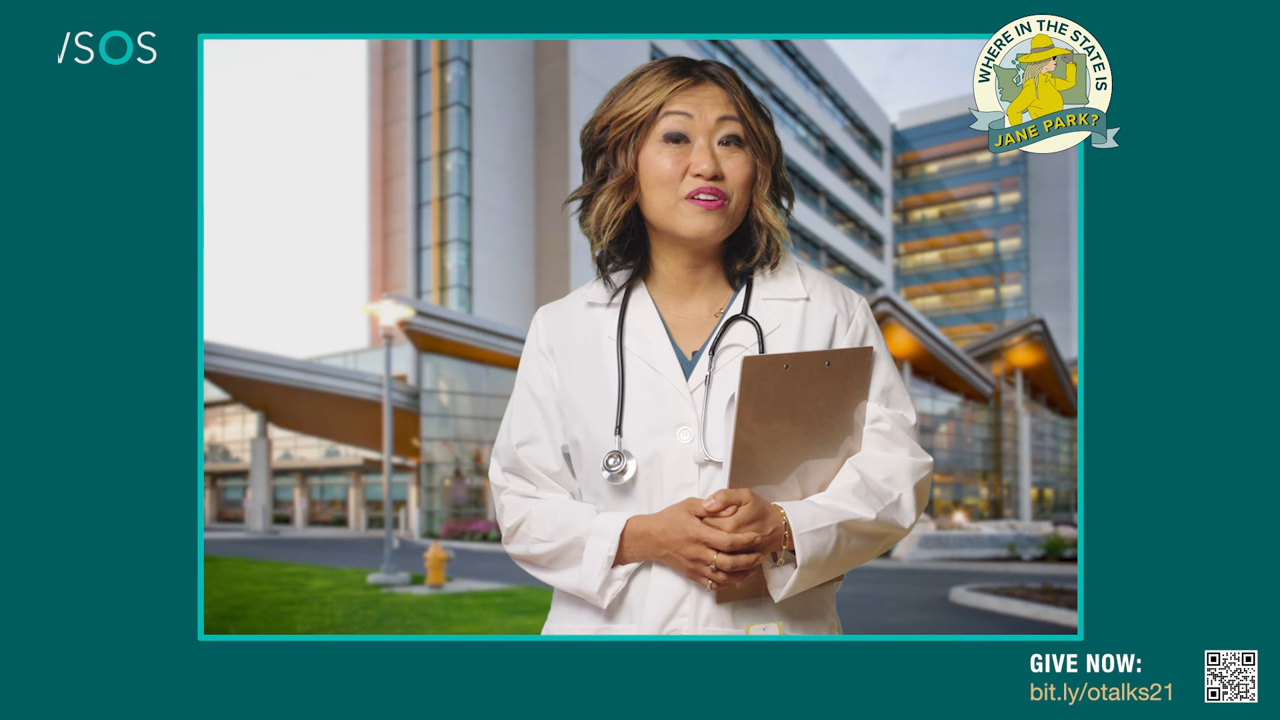 /SOS
WHERE IN THE STATE IS
JANE PARK?
GIVE NOW:
bit.ly/otalks21